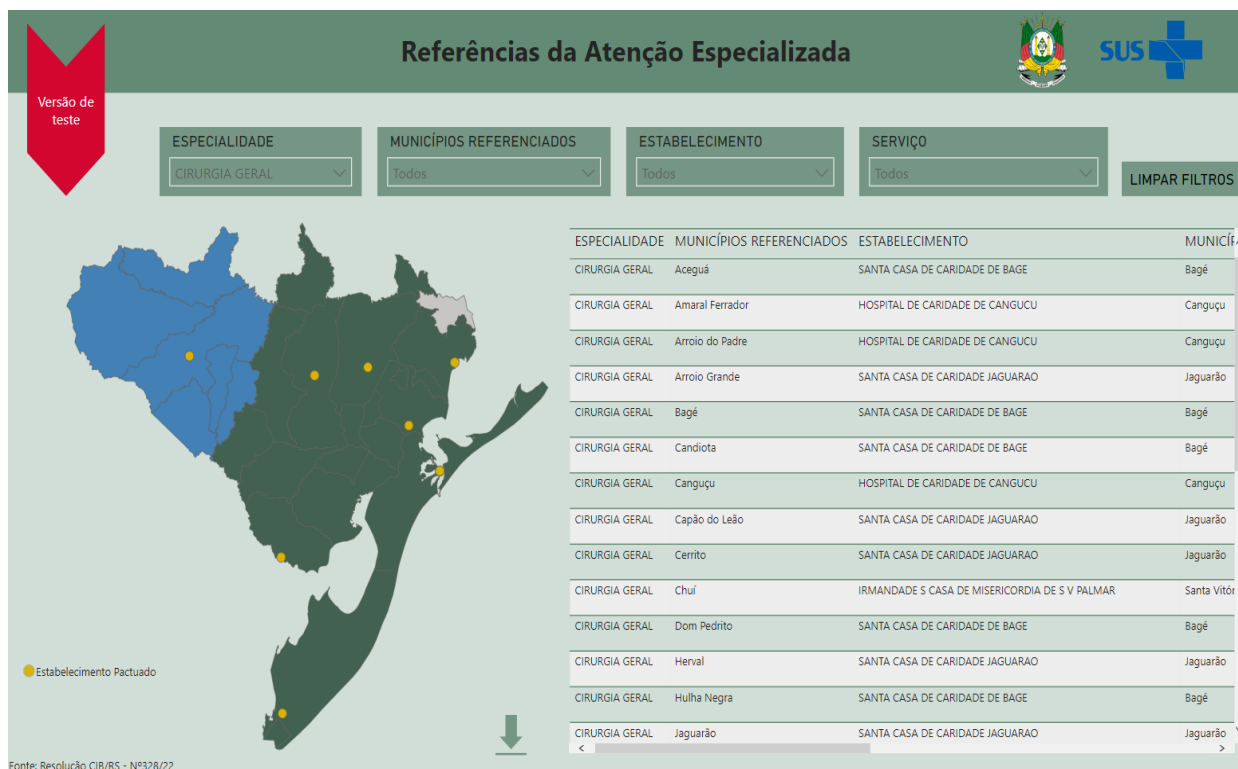 Referências da Atenção Especializada
SUS
Versão de
teste
ESPECIALIDADE MUNICÍPIOS REFERENCIADOS ESTABELECIMENTO SERVIÇO
CIRURGIA GERAL Todos Todos Todos
LIMPAR FILTROS
ESPECIALIDADE MUNICÍPIOS REFERENCIADOS ESTABELECIMENTO
CIRURGIA GERAL Aceguá SANTA CASA DE CARIDADE DE BAGE Bagé
CIRURGIA GERAL Amaral Ferrador HOSPITAL DE CARIDADE DE CANGUCU Canguçu
CIRURGIA GERAL Arroio do Padre HOSPITAL DE CARIDADE DE CANGUCU Canguçu
CIRURGIA GERAL Arroio Grande SANTA CASA DE CARIDADE JAGUARAO Jaguarão
CIRURGIA GERAL Bagé SANTA CASA DE CARIDADE DE BAGE Bagé
CIRURGIA GERAL Candiota SANTA CASA DE CARIDADE DE BAGE Bagé
CIRURGIA GERAL Canguçu HOSPITAL DE CARIDADE DE CANGUCU Canguçu
CIRURGIA GERAL Capão do Leão SANTA CASA DE CARIDADE JAGUARAO Jaguarão
CIRURGIA GERAL Cerrito SANTA CASA DE CARIDADE JAGUARAO Jaguarão
CIRURGIA GERAL Chuí IRMANDADE S CASA DE MISERICORDIA DE S V PALMAR Santa
CIRURGIA GERAL Dom Pedrito SANTA CASA DE CARIDADE DE BAGE Bagé
CIRURGIA GERAL Herval SANTA CASA DE CARIDADE JAGUARAO Jaguarão
CIRURGIA GERAL Hulha Negra SANTA CASA DE CARIDADE DE BAGE Bagé
CIRURGIA GERAL Jaguarão SANTA CASA DE CARIDADE JAGUARAO Jaguarão
Estabelecimento Pactuado
Fonte: Resolução CIB/RS - Nº328/22